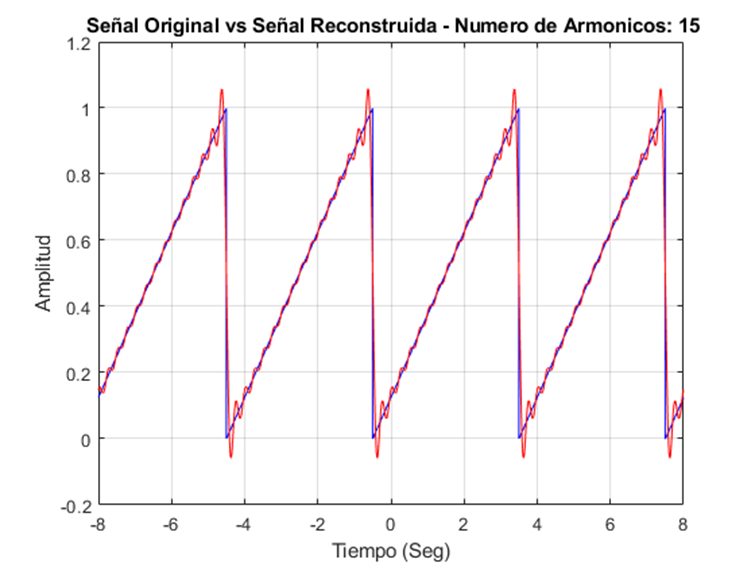 Señal Original vs Señal Reconstruida - Numero de Armonicos: 15
1.2
1
0.8
0.6
0.4
0.2
0
-0.2
Amplitud
-8 -6 -4 -2 0 2 4 6 8
Tiempo (Seg)